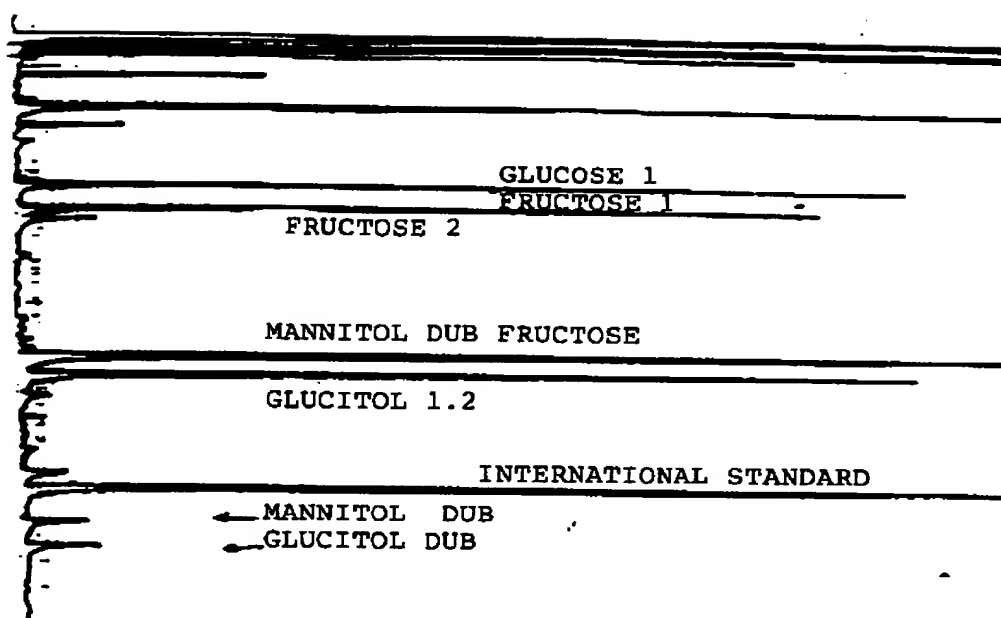 GLUCOSE 1
FRUCTOSE 1
FRUCTOSE 2
MANNITOL DUB FRUCTOSE
GLUCITOL 1.2
INTERNATIONAL STANDARD
MANNITOL DUB
GLUCITOL DUB